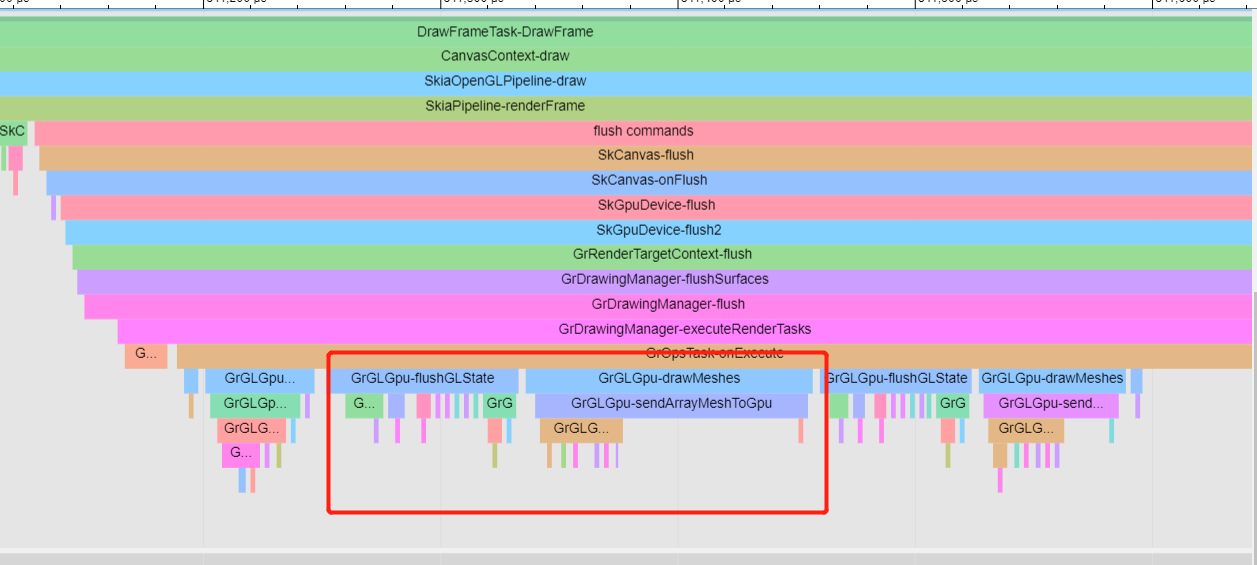 DrawFrameTask-DrawFrame
CanvasContext-draw
SkiaOpenGLPipeline-draw
SkiaPipeline-renderFrame
SkC flush commands
SkCanvas-flush
SkCanvas-onFlush
SkGpuDevice-flush
SkGpuDevice-flush2
GrRenderTargetContext-flush
GrDrawingManager-flushSurfaces
GrDrawingManager-flush
GrDrawingManager-executeRenderTasks
G... GrOpsTask-onExecute
GrGLGpu... GrGLGpu-flushGLState GrGLGpu-drawMeshes GrGLGpu-flushGLState GrGLGpu-drawMeshes
GrGLGp... G... GrG GrGLGpu-sendArrayMeshToGpu GrG GrGLGpu-send...
GrGLG... GrGLG... GrGLG...
G...